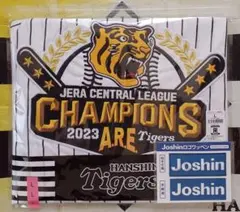 JERA CENTRAL LEAGUE
CHAMPIONS
2023 ARE Tigers
Joshinロゴワッペン
Joshin
Joshin
HANSHIN
Tigers
L
HA